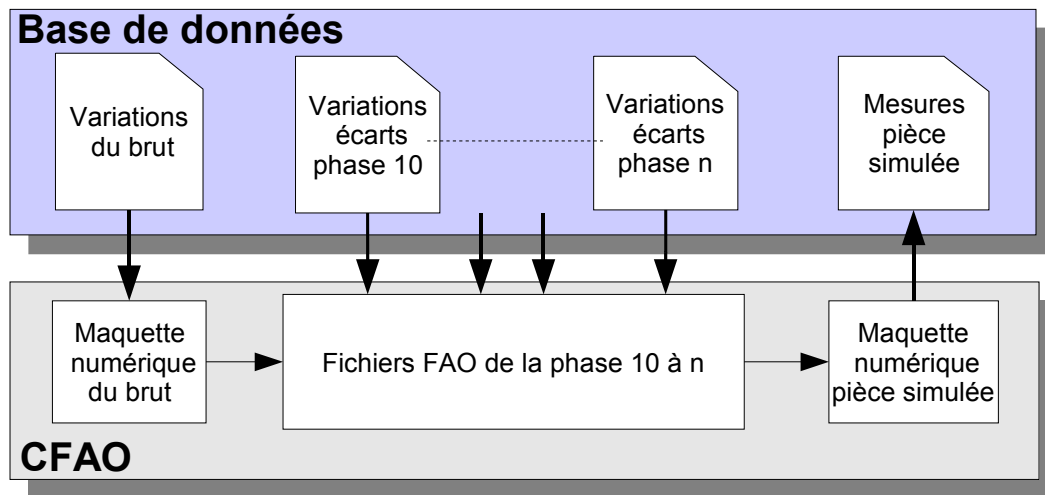 Base de données
Variations
du brut
Variations
écarts
phase 10
Variations
écarts
phase n
Mesures
pièce
simulée
Maquette
numérique
du brut
Fichiers FAO de la phase 10 à n
Maquette
numérique
pièce simulée
CFAO